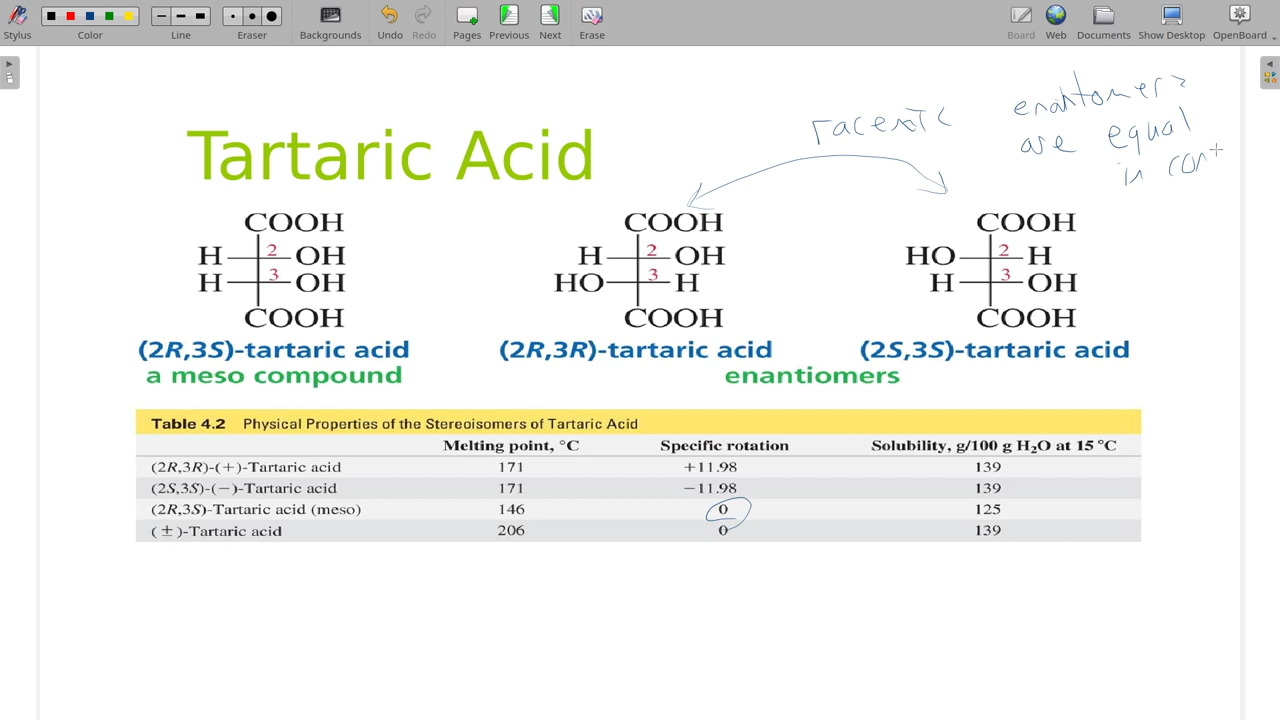 Stylus
Color
Line
Eraser
Backgrounds
Undo
Redo
Pages
Previous
Next
Erase
Board
Web
Documents
Show Desktop
OpenBoard
enantomers
racemic
are equal
in con
Tartaric Acid
COOH
H 2 OH
H 3 OH
COOH
(2R,3S)-tartaric acid
a meso compound
COOH
H 2 OH
HO 3 H
COOH
(2R,3R)-tartaric acid
COOH
HO 2 H
H 3 OH
COOH
(2S,3S)-tartaric acid
enantiomers
Table 4.2 Physical Properties of the Stereoisomers of Tartaric Acid
Melting point, °C Specific rotation Solubility, g/100 g H₂O at 15 °C
(2R,3R)-(+)-Tartaric acid 171 +11.98 139
(2S,3S)-(−)-Tartaric acid 171 −11.98 139
(2R,3S)-Tartaric acid (meso) 146 0 125
(±)-Tartaric acid 206 0 139